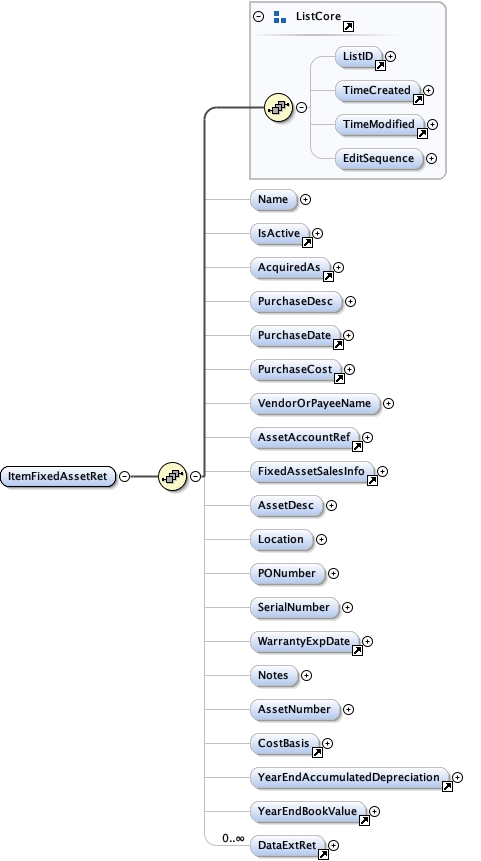 ListCore
ListID
TimeCreated
TimeModified
EditSequence
Name
IsActive
AcquiredAs
PurchaseDesc
PurchaseDate
PurchaseCost
VendorOrPayeeName
AssetAccountRef
FixedAssetSalesInfo
ItemFixedAssetRet
AssetDesc
Location
PONumber
SerialNumber
WarrantyExpDate
Notes
AssetNumber
CostBasis
YearEndAccumulatedDepreciation
YearEndBookValue
0..∞
DataExtRet